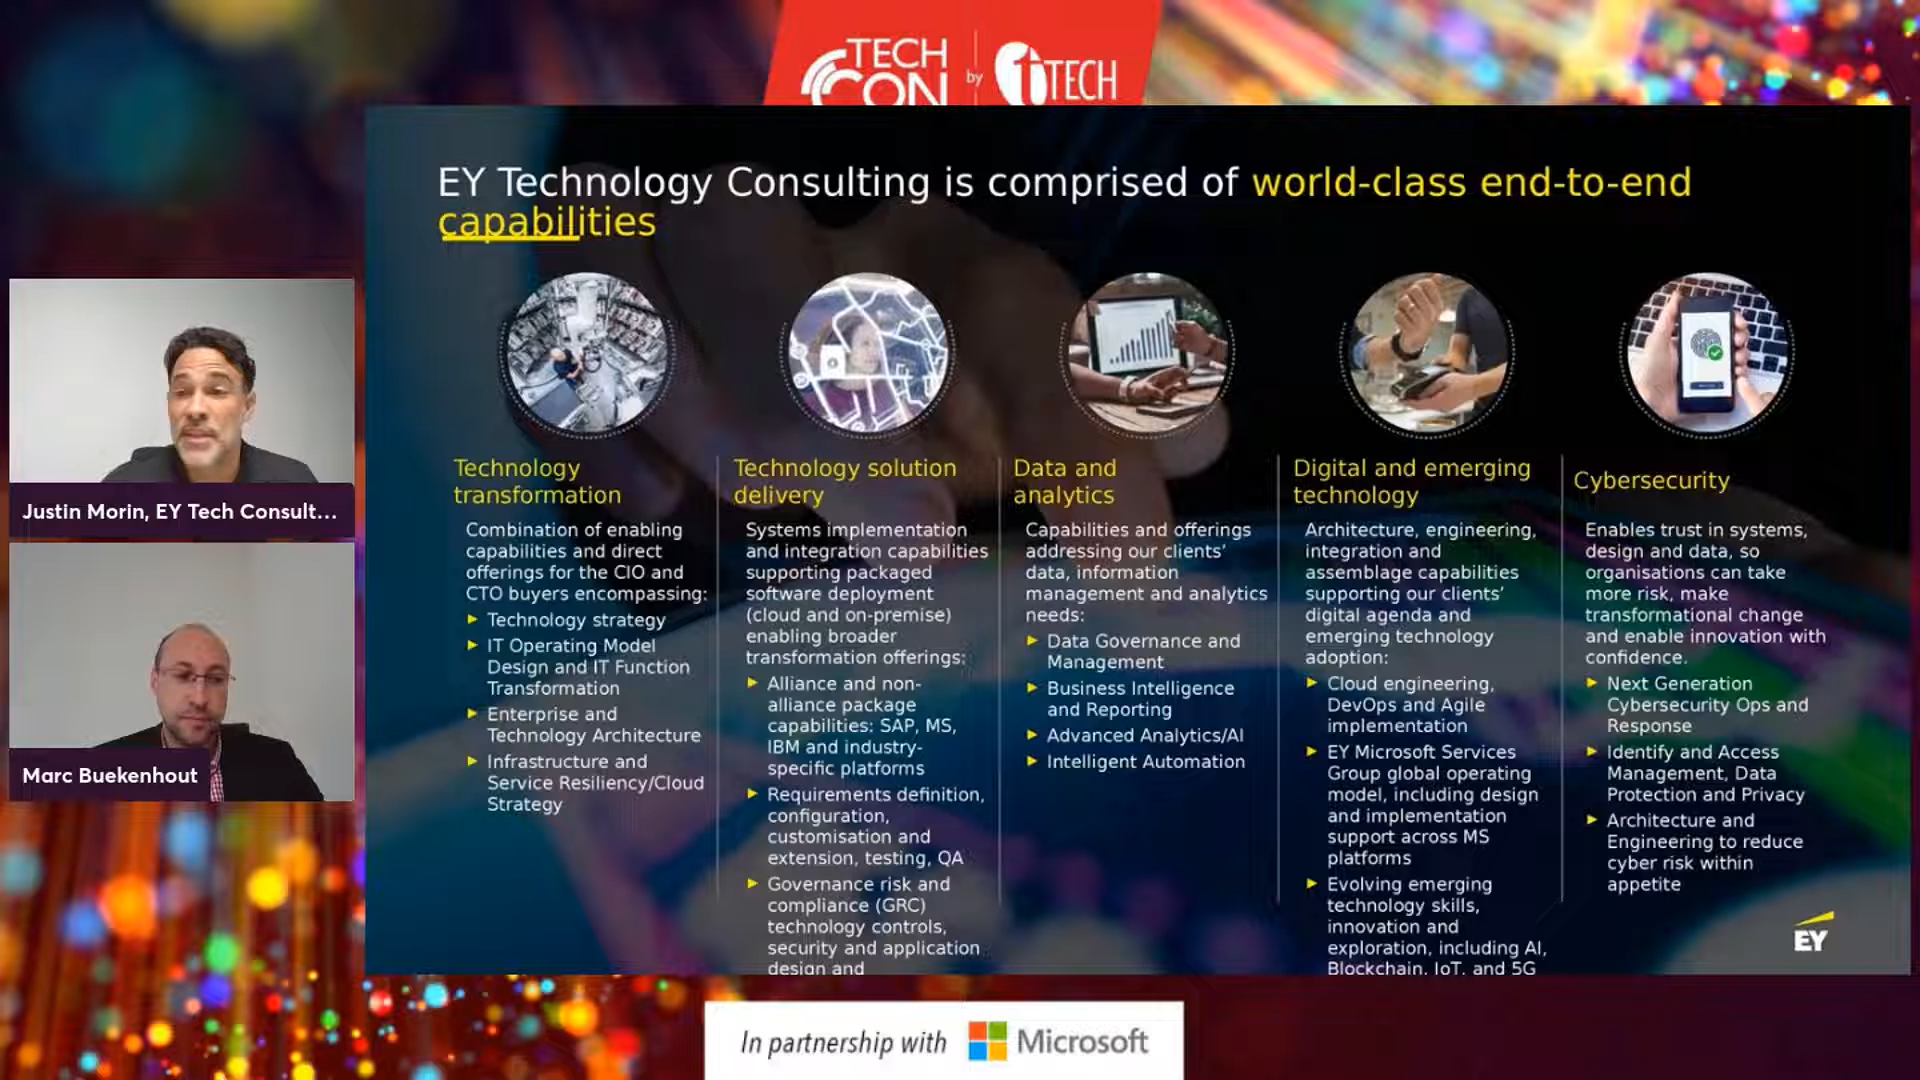 TECH
CON
by
1TECH
EY Technology Consulting is comprised of world-class end-to-end
capabilities
Justin Morin, EY Tech Consult...
Marc Buekenhout
Technology
transformation
Combination of enabling
capabilities and direct
offerings for the CIO and
CTO buyers encompassing:
► Technology strategy
► IT Operating Model
Design and IT Function
Transformation
► Enterprise and
Technology Architecture
► Infrastructure and
Service Resiliency/Cloud
Strategy
Technology solution
delivery
Systems implementation
and integration capabilities
supporting packaged
software deployment
(cloud and on-premise)
enabling broader
transformation offerings:
► Alliance and non-
alliance package
capabilities: SAP, MS,
IBM and industry-
specific platforms
► Requirements definition,
configuration,
customisation and
extension, testing, QA
► Governance risk and
compliance (GRC)
technology controls,
security and application
design and
Data and
analytics
Capabilities and offerings
addressing our clients’
data, information
management and analytics
needs:
► Data Governance and
Management
► Business Intelligence
and Reporting
► Advanced Analytics/AI
► Intelligent Automation
Digital and emerging
technology
Architecture, engineering,
integration and
assemblage capabilities
supporting our clients’
digital agenda and
emerging technology
adoption:
► Cloud engineering,
DevOps and Agile
implementation
► EY Microsoft Services
Group global operating
model, including design
and implementation
support across MS
platforms
► Evolving emerging
technology skills,
innovation and
exploration, including AI,
Blockchain, IoT, and 5G
Cybersecurity
Enables trust in systems,
design and data, so
organisations can take
more risk, make
transformational change
and enable innovation with
confidence.
► Next Generation
Cybersecurity Ops and
Response
► Identify and Access
Management, Data
Protection and Privacy
► Architecture and
Engineering to reduce
cyber risk within
appetite
EY
In partnership with Microsoft